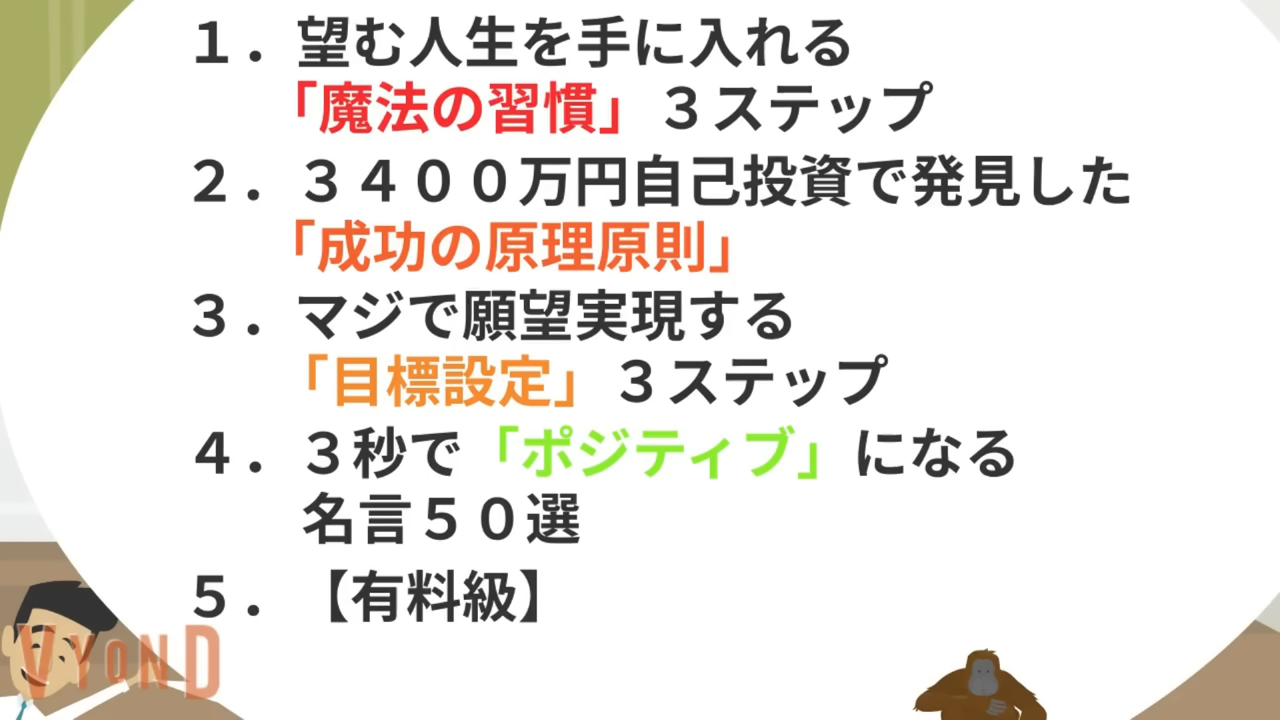 １．望む人生を手に入れる
「魔法の習慣」３ステップ
２．３４００万円自己投資で発見した
「成功の原理原則」
３．マジで願望実現する
「目標設定」３ステップ
４．３秒で「ポジティブ」になる
名言５０選
５．【有料級】
VYOND